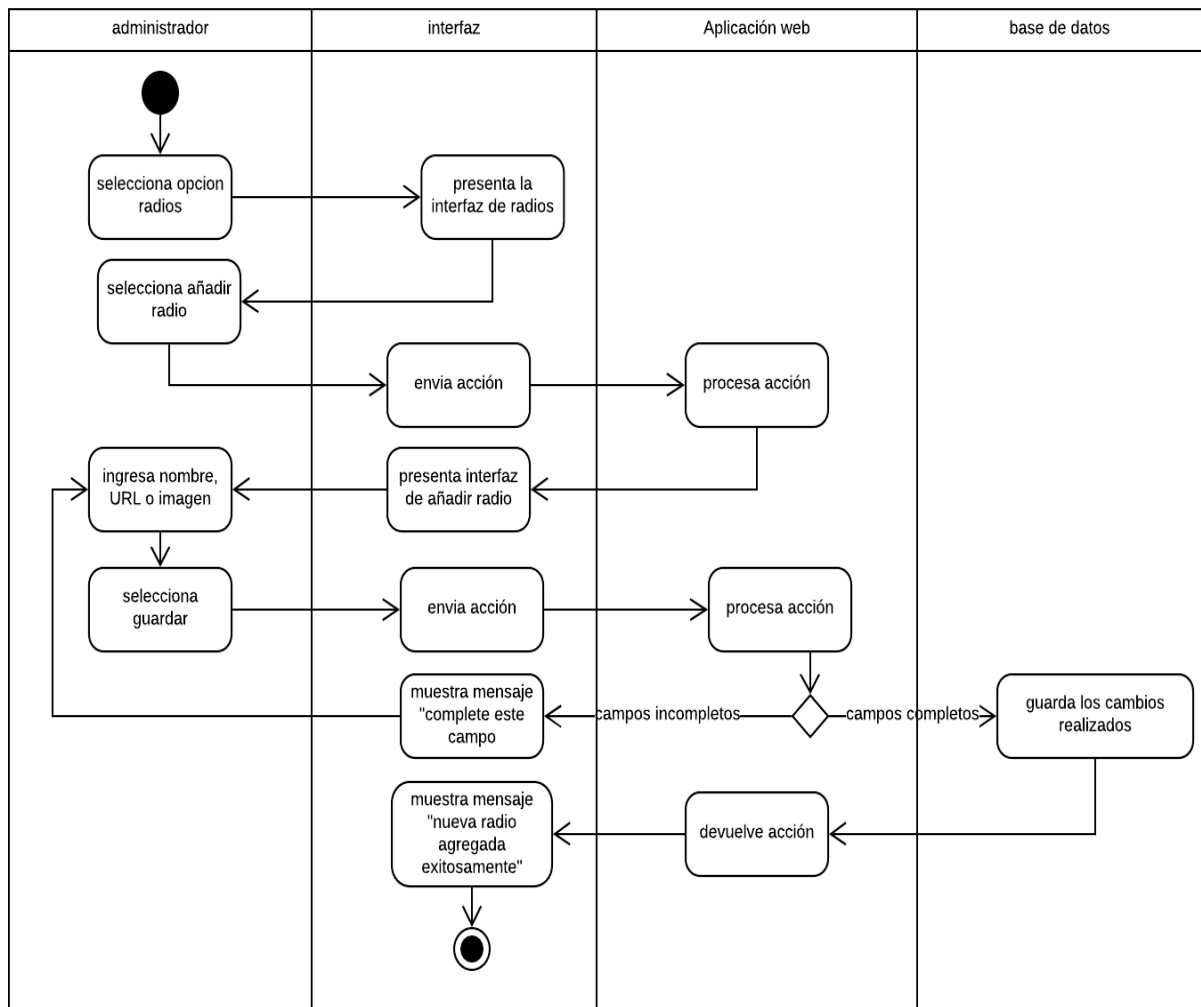 administrador
interfaz
Aplicación web
base de datos
selecciona opcion
radios
presenta la
interfaz de radios
selecciona añadir
radio
envia acción
procesa acción
ingresa nombre,
URL o imagen
presenta interfaz
de añadir radio
selecciona
guardar
envia acción
procesa acción
muestra mensaje
"complete este
campo
campos incompletos
campos completos
guarda los cambios
realizados
muestra mensaje
"nueva radio
agregada
exitosamente"
devuelve acción